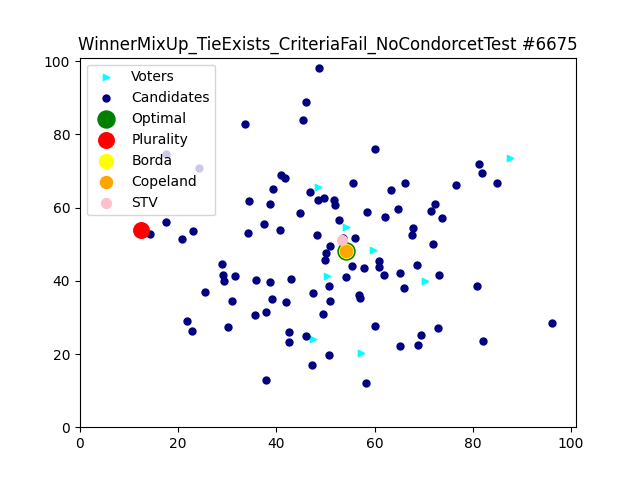 WinnerMixUp_TieExists_CriteriaFail_NoCondorcetTest #6675
100
80
60
40
20
0
Voters
Candidates
Optimal
Plurality
Borda
Copeland
STV
0 20 40 60 80 100